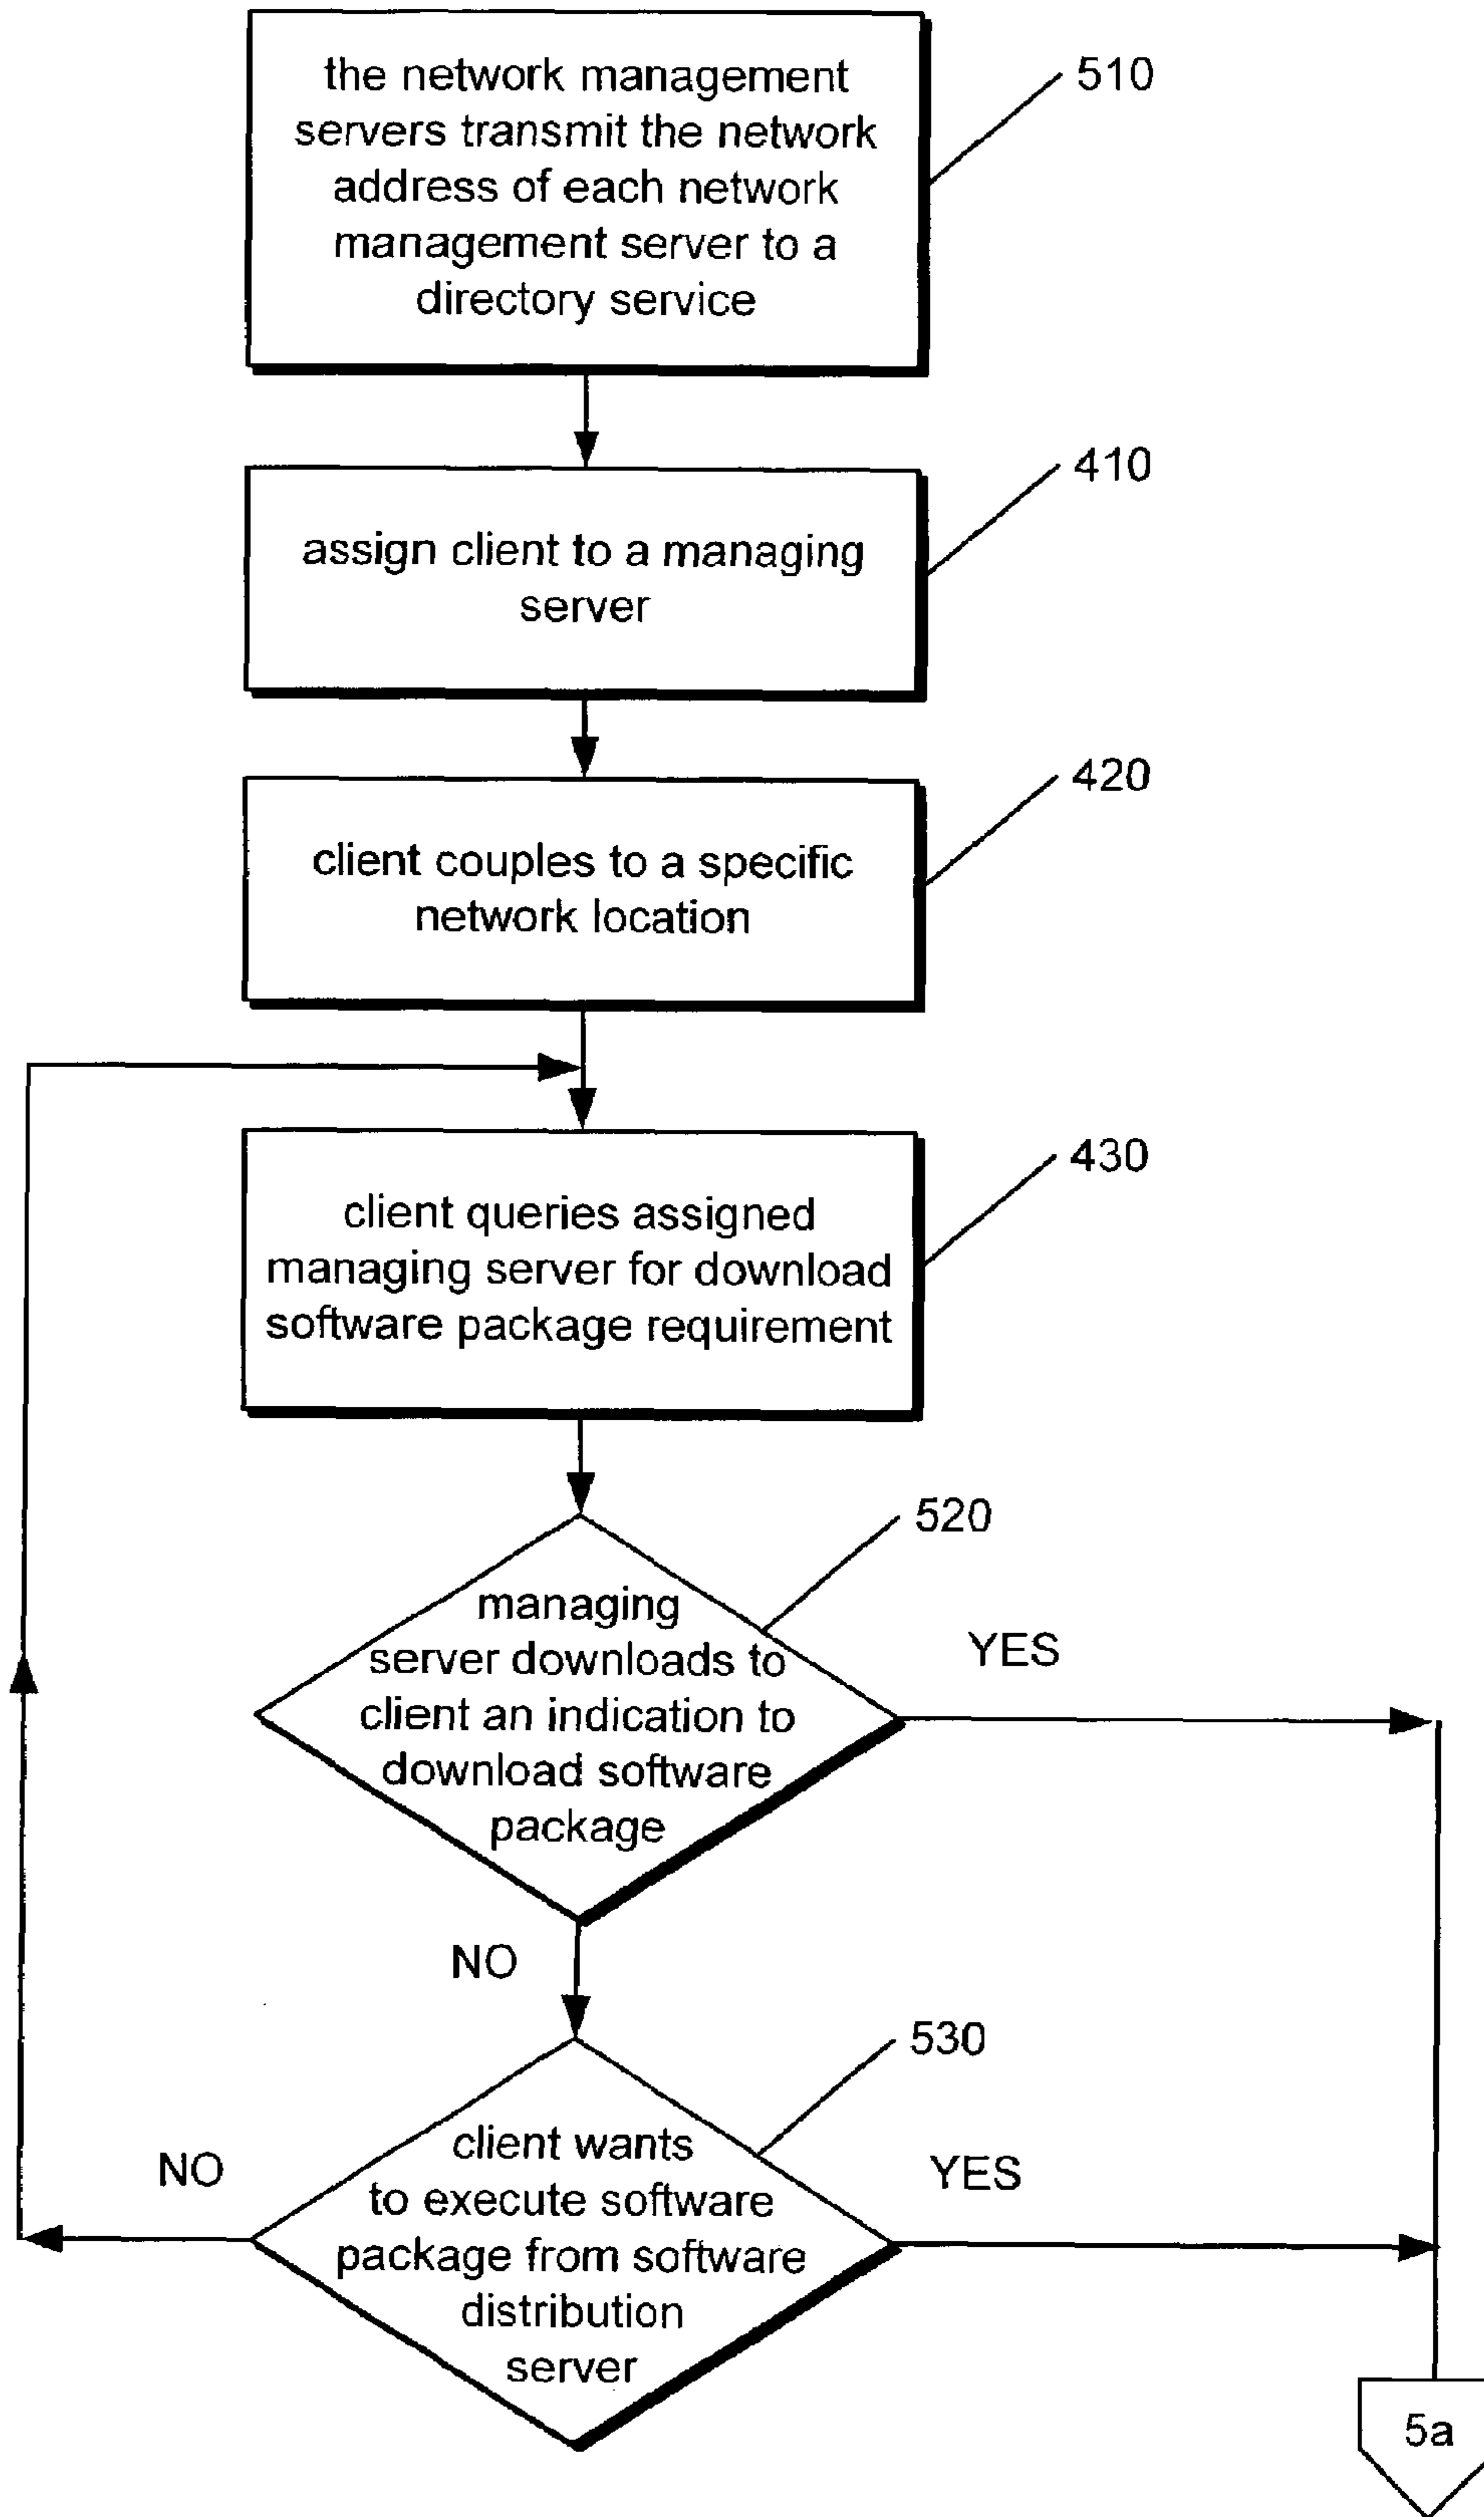 the network management
servers transmit the network
address of each network
management server to a
directory service
510
assign client to a managing
server
410
client couples to a specific
network location
420
client queries assigned
managing server for download
software package requirement
430
managing
server downloads to
client an indication to
download software
package
520
YES
NO
client wants
to execute software
package from software
distribution
server
530
NO
YES
5a